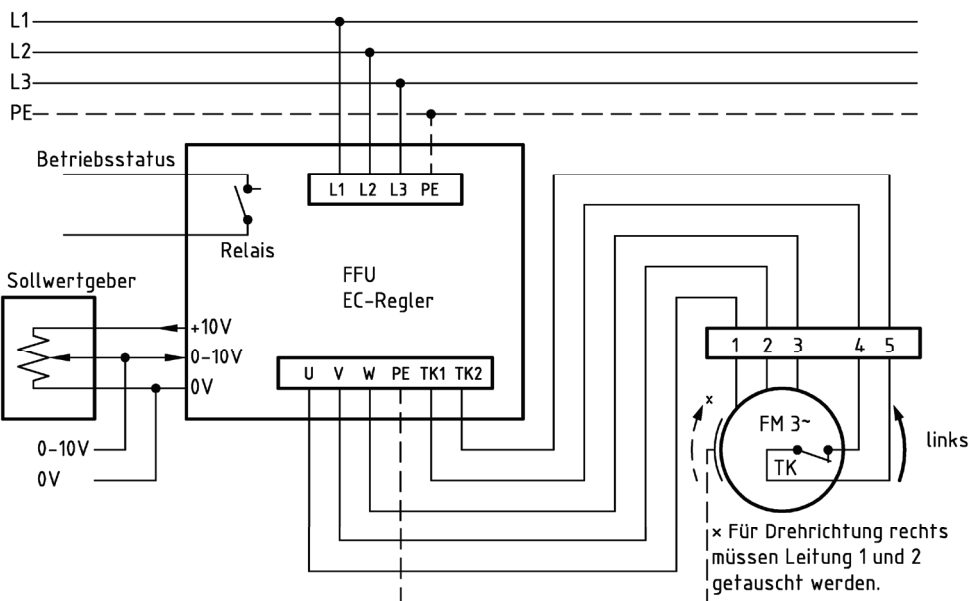 L1
L2
L3
PE
Betriebsstatus
L1 L2 L3 PE
Relais
Sollwertgeber
FFU
EC-Regler
+10V
0-10V
0V
U V W PE TK1 TK2
1 2 3 4 5
x
FM 3~
TK
links
0-10V
0V
x Für Drehrichtung rechts
müssen Leitung 1 und 2
getauscht werden.